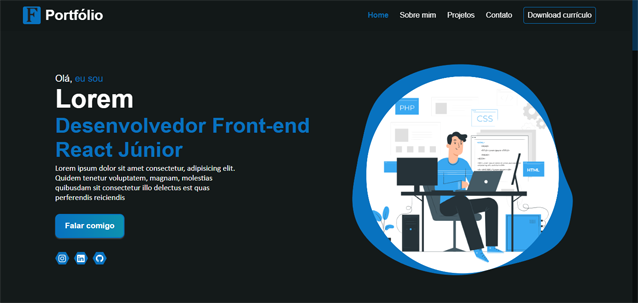 F Portfólio
Home Sobre mim Projetos Contato Download currículo
Olá, eu sou
Lorem
Desenvolvedor Front-end
React Júnior
Lorem ipsum dolor sit amet consectetur, adipisicing elit.
Quidem tenetur voluptatem, magnam, molestias
quibusdam sit consectetur illo delectus est quas
perferendis reiciendis
Falar comigo
PHP
CSS
HTML